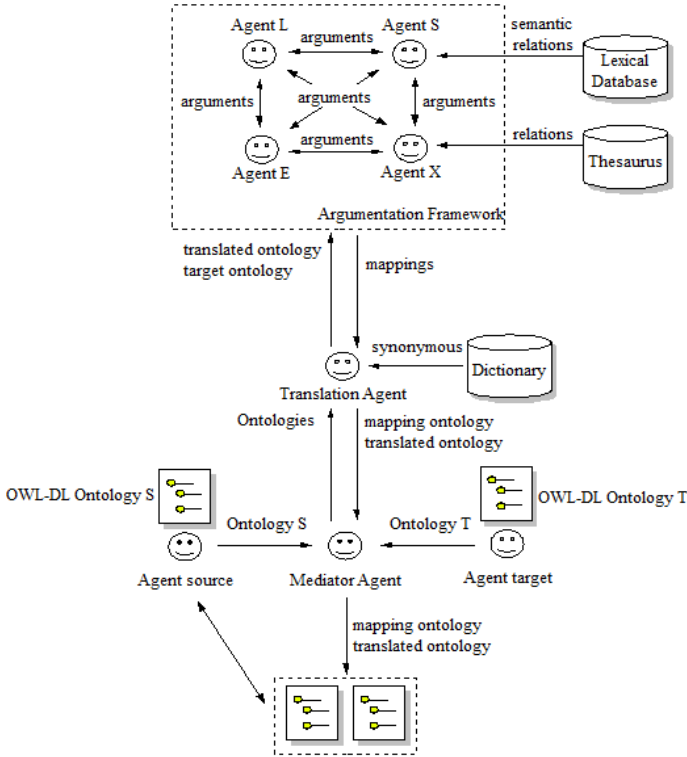 Agent L
Agent S
arguments
semantic
relations
Lexical
Database
arguments
arguments
arguments
arguments
relations
Agent E
Agent X
Thesaurus
Argumentation Framework
translated ontology
target ontology
mappings
synonymous
Dictionary
Translation Agent
Ontologies
mapping ontology
translated ontology
OWL-DL Ontology S
OWL-DL Ontology T
Ontology S
Ontology T
Agent source
Mediator Agent
Agent target
mapping ontology
translated ontology